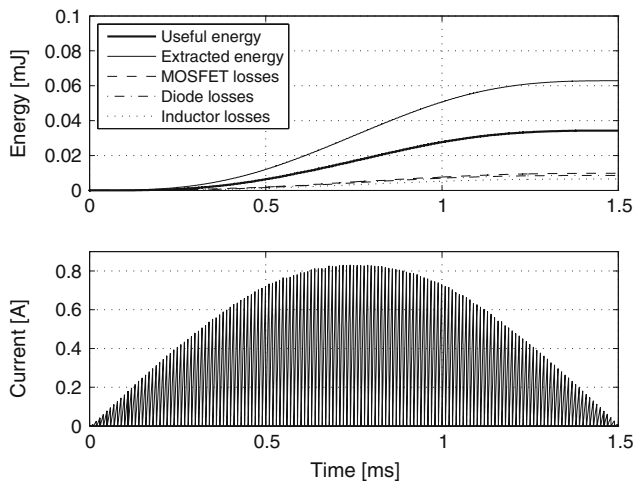 0.1
0.08
0.06
0.04
0.02
0
Energy [mJ]
Useful energy
Extracted energy
MOSFET losses
Diode losses
Inductor losses
0 0.5 1 1.5
0.8
0.6
0.4
0.2
0
Current [A]
0 0.5 1 1.5
Time [ms]